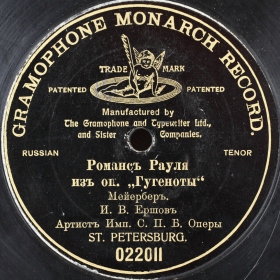 GRAMOPHONE MONARCH RECORD.
TRADE MARK
PATENTED PATENTED
Manufactured by
The Gramophone and Typewriter Ltd.,
and Sister Companies.
RUSSIAN TENOR
Романсъ Рауля
изъ оп. „Гугеноты“
Мейерберъ.
И. В. Ершовъ
Артистъ Имп. С. П. Б. Оперы
ST. PETERSBURG.
022011